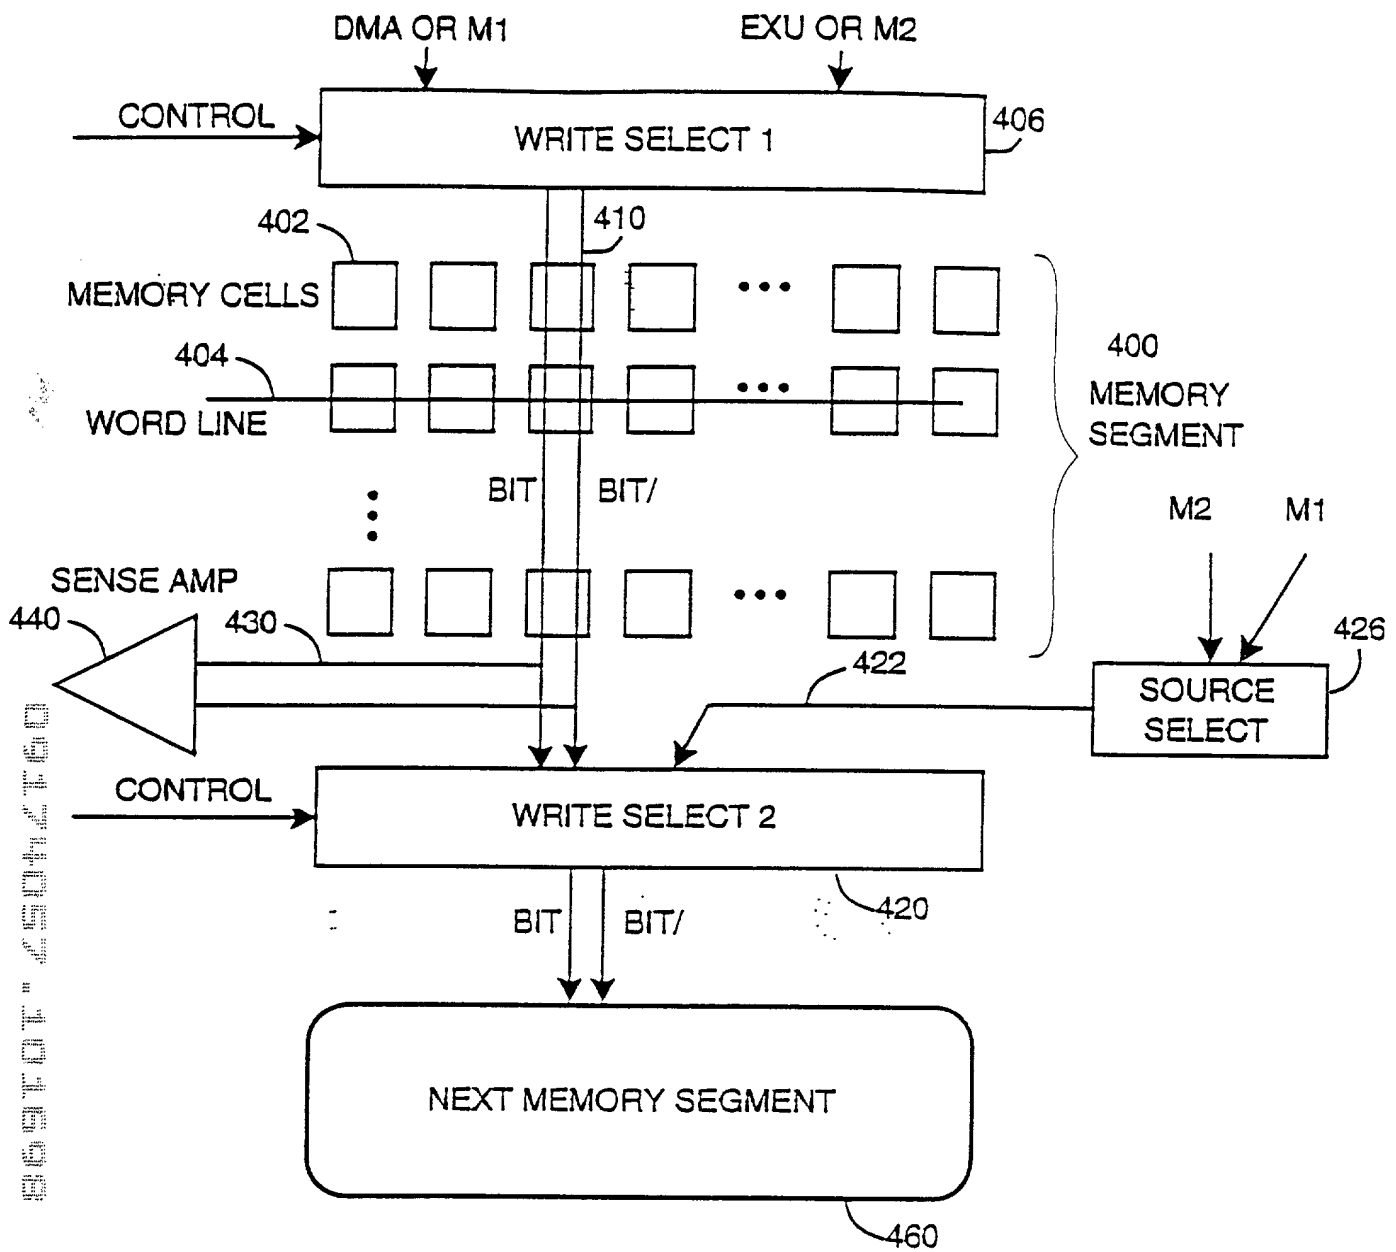 DMA OR M1
EXU OR M2
CONTROL
WRITE SELECT 1
406
402
410
MEMORY CELLS
404
WORD LINE
400
MEMORY
SEGMENT
BIT
BIT/
M2
M1
SENSE AMP
440
430
422
426
SOURCE
SELECT
CONTROL
WRITE SELECT 2
420
BIT
BIT/
NEXT MEMORY SEGMENT
460